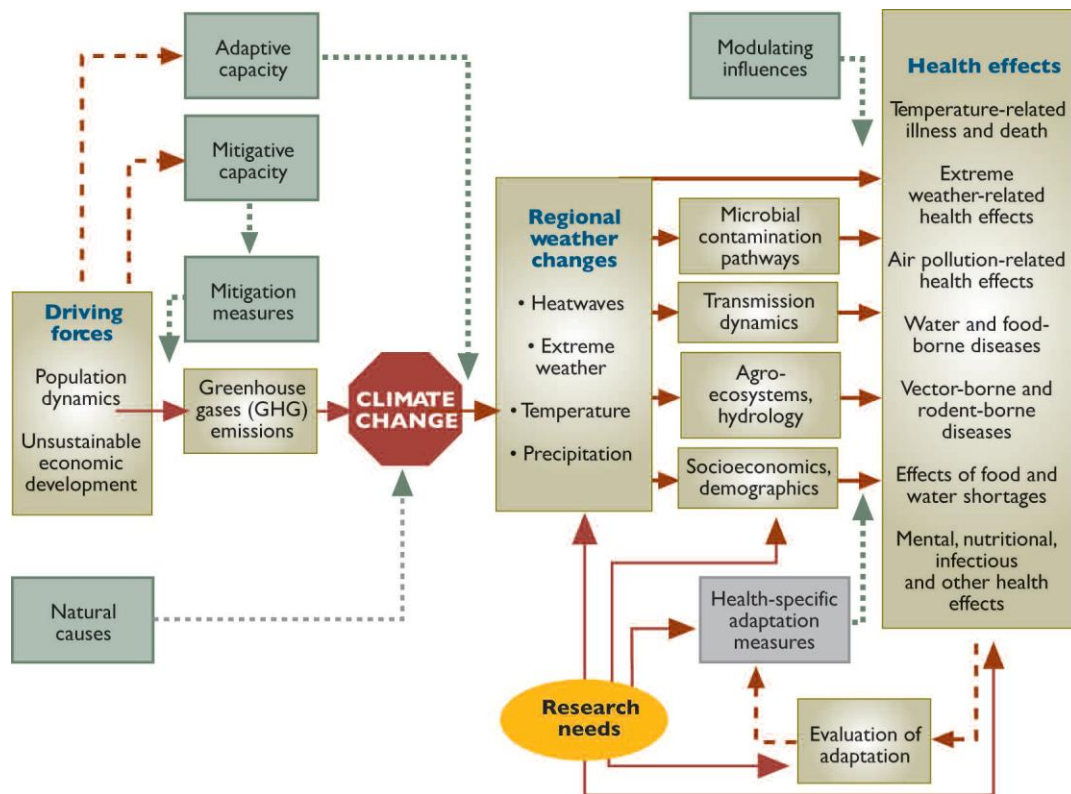 Adaptive
capacity
Mitigative
capacity
Mitigation
measures
Driving
forces
Population
dynamics
Unsustainable
economic
development
Greenhouse
gases (GHG)
emissions
CLIMATE
CHANGE
Natural
causes
Regional
weather
changes
• Heatwaves
• Extreme
weather
• Temperature
• Precipitation
Modulating
influences
Microbial
contamination
pathways
Transmission
dynamics
Agro-
ecosystems,
hydrology
Socioeconomics,
demographics
Health effects
Temperature-related
illness and death
Extreme
weather-related
health effects
Air pollution-related
health effects
Water and food-
borne diseases
Vector-borne and
rodent-borne
diseases
Effects of food and
water shortages
Mental, nutritional,
infectious
and other health
effects
Health-specific
adaptation
measures
Research
needs
Evaluation of
adaptation